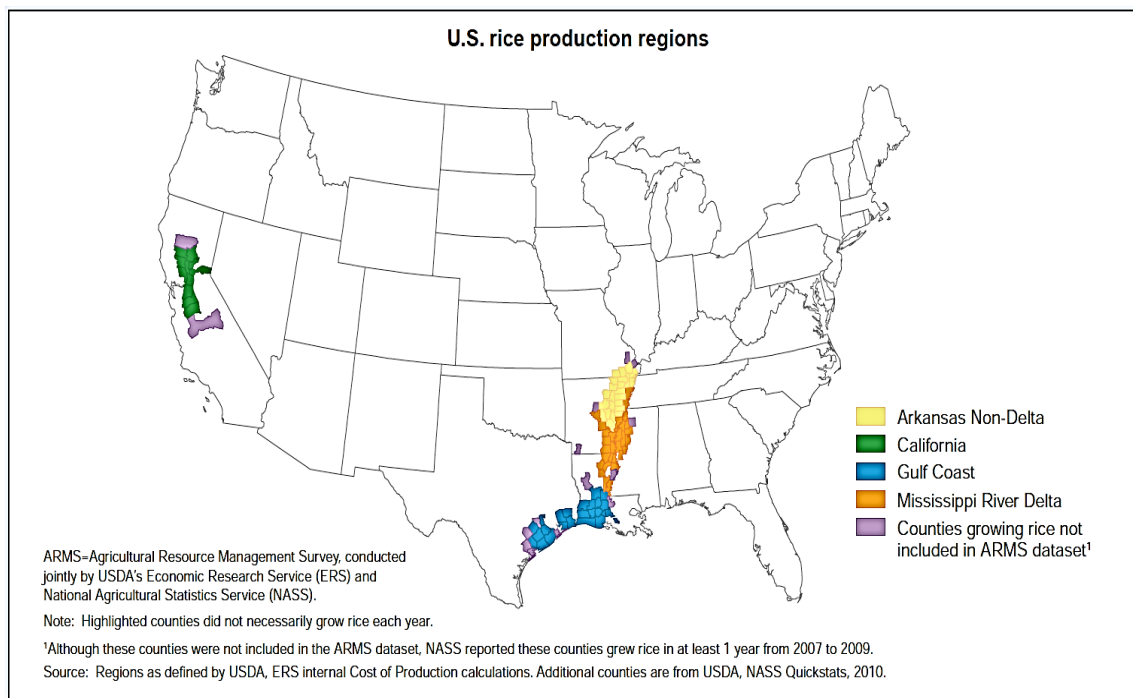 U.S. rice production regions
Arkansas Non-Delta
California
Gulf Coast
Mississippi River Delta
Counties growing rice not
included in ARMS dataset¹
ARMS=Agricultural Resource Management Survey, conducted
jointly by USDA's Economic Research Service (ERS) and
National Agricultural Statistics Service (NASS).
Note: Highlighted counties did not necessarily grow rice each year.
¹Although these counties were not included in the ARMS dataset, NASS reported these counties grew rice in at least 1 year from 2007 to 2009.
Source: Regions as defined by USDA, ERS internal Cost of Production calculations. Additional counties are from USDA, NASS Quickstats, 2010.